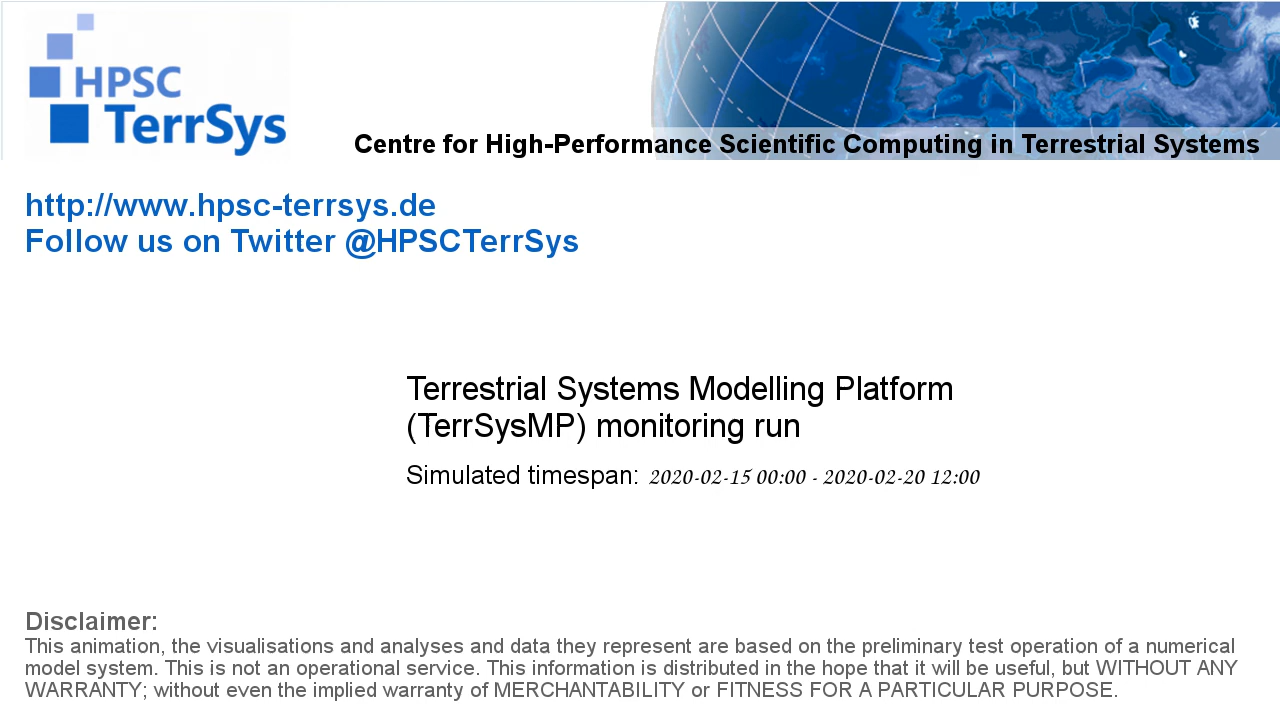 HPSC
TerrSys
Centre for High-Performance Scientific Computing in Terrestrial Systems
http://www.hpsc-terrsys.de
Follow us on Twitter @HPSCTerrSys
Terrestrial Systems Modelling Platform
(TerrSysMP) monitoring run
Simulated timespan: 2020-02-15 00:00 - 2020-02-20 12:00
Disclaimer:
This animation, the visualisations and analyses and data they represent are based on the preliminary test operation of a numerical
model system. This is not an operational service. This information is distributed in the hope that it will be useful, but WITHOUT ANY
WARRANTY; without even the implied warranty of MERCHANTABILITY or FITNESS FOR A PARTICULAR PURPOSE.